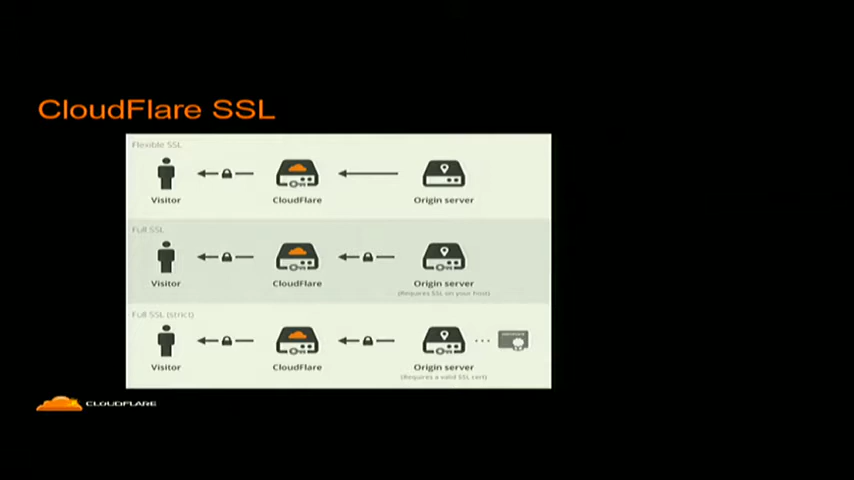 CloudFlare SSL
Flexible SSL
Visitor CloudFlare Origin server
Full SSL
Visitor CloudFlare Origin server
(Requires SSL on your host)
Full SSL (strict)
Visitor CloudFlare Origin server
(Requires a valid SSL cert)
CLOUDFLARE